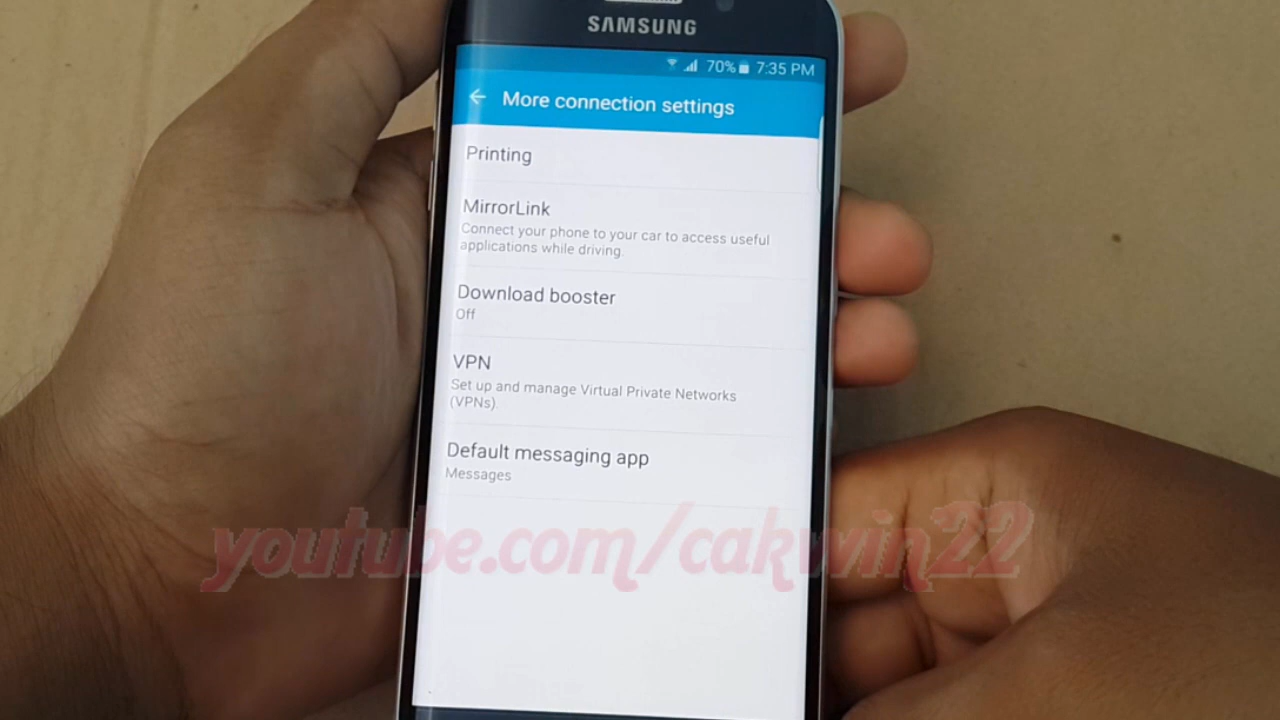 SAMSUNG
70% 7:35 PM
More connection settings
Printing
MirrorLink
Connect your phone to your car to access useful
applications while driving.
Download booster
Off
VPN
Set up and manage Virtual Private Networks
(VPNs).
Default messaging app
Messages
youtube.com/cakwin22